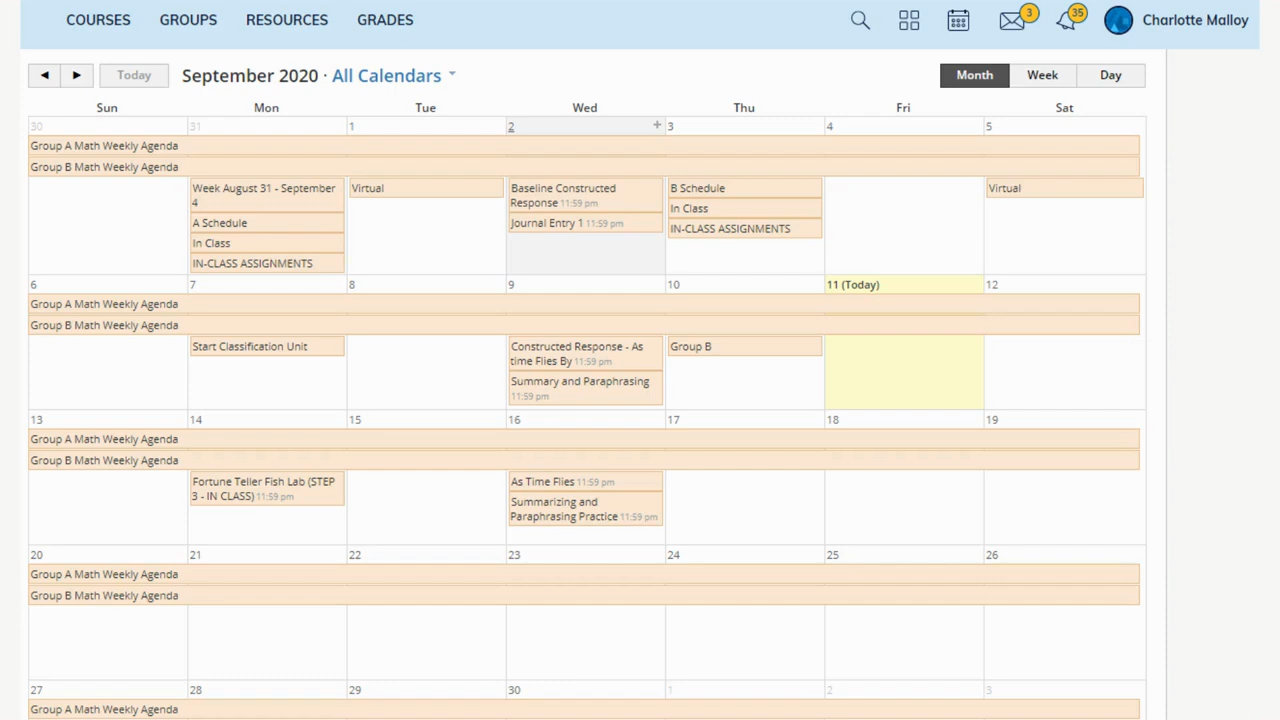 COURSES GROUPS RESOURCES GRADES 3 35 Charlotte Malloy
Today September 2020 · All Calendars Month Week Day
Sun Mon Tue Wed Thu Fri Sat
30 31 1 2 + 3 4 5
Group A Math Weekly Agenda
Group B Math Weekly Agenda
Week August 31 - September
4
A Schedule
In Class
IN-CLASS ASSIGNMENTS
Virtual
Baseline Constructed
Response 11:59 pm
Journal Entry 1 11:59 pm
B Schedule
In Class
IN-CLASS ASSIGNMENTS
Virtual
6 7 8 9 10 11 (Today) 12
Group A Math Weekly Agenda
Group B Math Weekly Agenda
Start Classification Unit
Constructed Response - As
time Flies By 11:59 pm
Summary and Paraphrasing
11:59 pm
Group B
13 14 15 16 17 18 19
Group A Math Weekly Agenda
Group B Math Weekly Agenda
Fortune Teller Fish Lab (STEP
3 - IN CLASS) 11:59 pm
As Time Flies 11:59 pm
Summarizing and
Paraphrasing Practice 11:59 pm
20 21 22 23 24 25 26
Group A Math Weekly Agenda
Group B Math Weekly Agenda
27 28 29 30 1 2 3
Group A Math Weekly Agenda